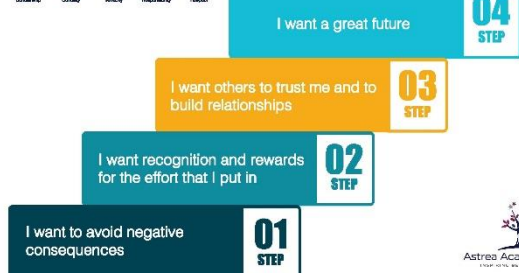 I want a great future
04
STEP
I want others to trust me and to
build relationships
03
STEP
I want recognition and rewards
for the effort that I put in
02
STEP
I want to avoid negative
consequences
01
STEP
Astrea Aca